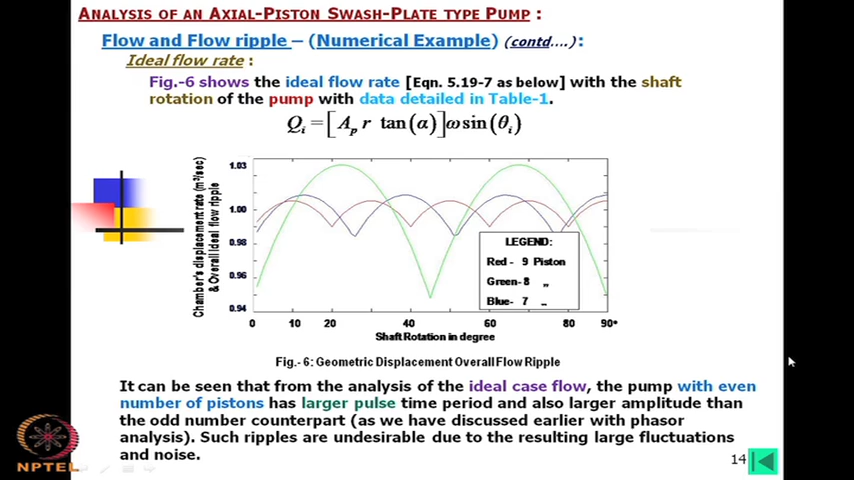 ANALYSIS OF AN AXIAL-PISTON SWASH-PLATE TYPE PUMP :
Flow and Flow ripple – (Numerical Example) (contd....) :
Ideal flow rate :
Fig.-6 shows the ideal flow rate [Eqn. 5.19-7 as below] with the shaft
rotation of the pump with data detailed in Table-1.
Qᵢ = [Aₚ r tan(α)] ω sin(θᵢ)
Chamber's displacement rate (m³/sec)
& Overall ideal flow ripple
1.03
1.00
0.98
0.96
0.94
LEGEND:
Red - 9 Piston
Green- 8 „
Blue- 7 ..
0 10 20 40 60 80 90°
Shaft Rotation in degree
Fig.- 6: Geometric Displacement Overall Flow Ripple
It can be seen that from the analysis of the ideal case flow, the pump with even
number of pistons has larger pulse time period and also larger amplitude than
the odd number counterpart (as we have discussed earlier with phasor
analysis). Such ripples are undesirable due to the resulting large fluctuations
and noise.
14
NPTEL